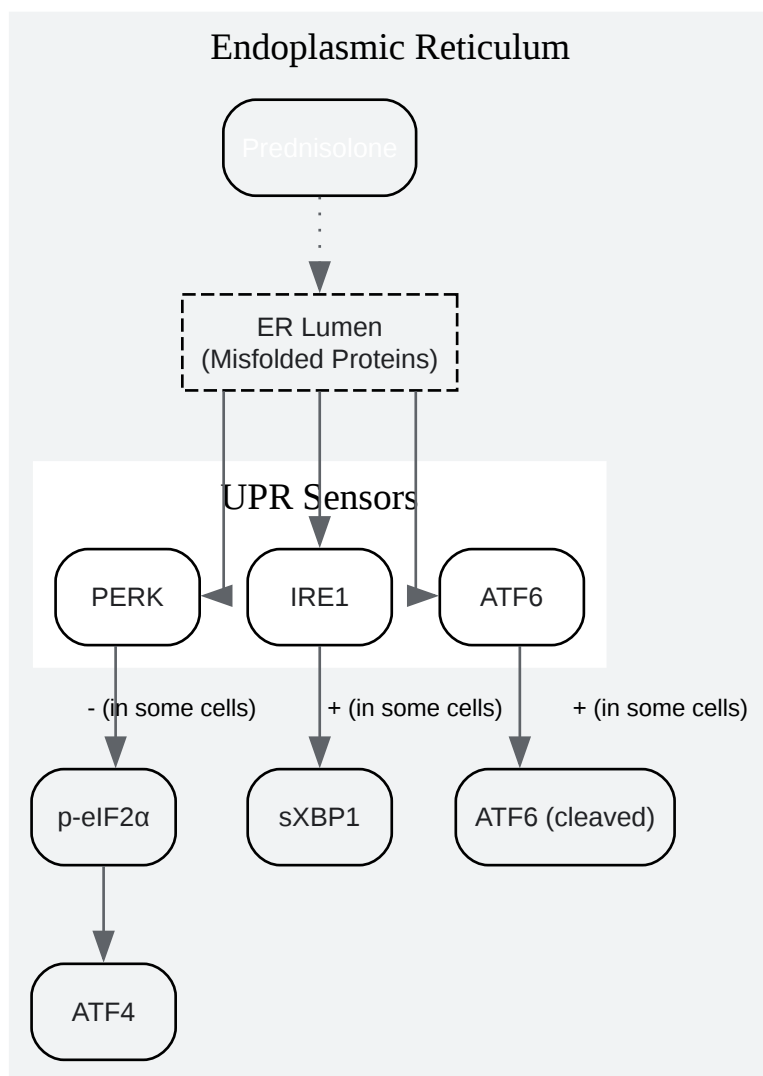 Endoplasmic Reticulum
Prednisolone
ER Lumen
(Misfolded Proteins)
UPR Sensors
PERK
IRE1
ATF6
- (in some cells)
+ (in some cells)
+ (in some cells)
p-eIF2α
sXBP1
ATF6 (cleaved)
ATF4